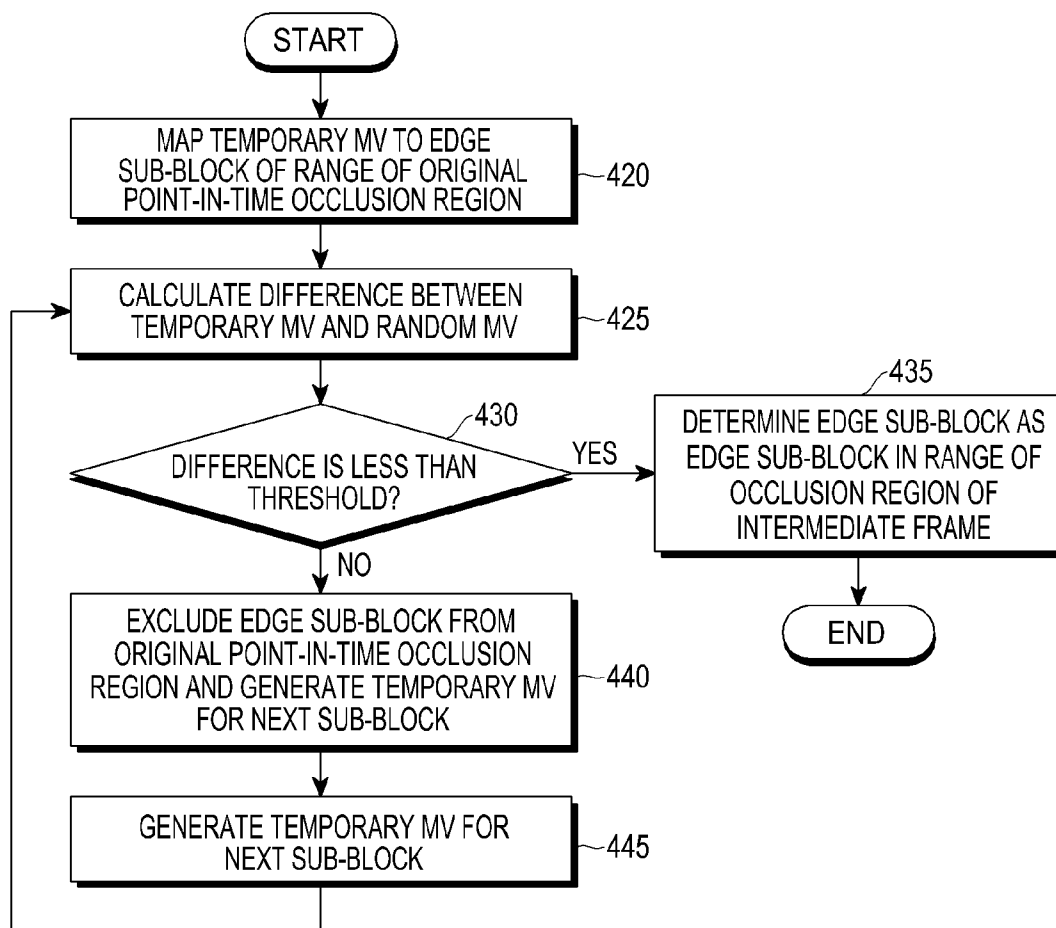 START
MAP TEMPORARY MV TO EDGE
SUB-BLOCK OF RANGE OF ORIGINAL
POINT-IN-TIME OCCLUSION REGION
420
CALCULATE DIFFERENCE BETWEEN
TEMPORARY MV AND RANDOM MV
425
430
DIFFERENCE IS LESS THAN
THRESHOLD?
YES
435
DETERMINE EDGE SUB-BLOCK AS
EDGE SUB-BLOCK IN RANGE OF
OCCLUSION REGION OF
INTERMEDIATE FRAME
END
NO
EXCLUDE EDGE SUB-BLOCK FROM
ORIGINAL POINT-IN-TIME OCCLUSION
REGION AND GENERATE TEMPORARY MV
FOR NEXT SUB-BLOCK
440
GENERATE TEMPORARY MV FOR
NEXT SUB-BLOCK
445